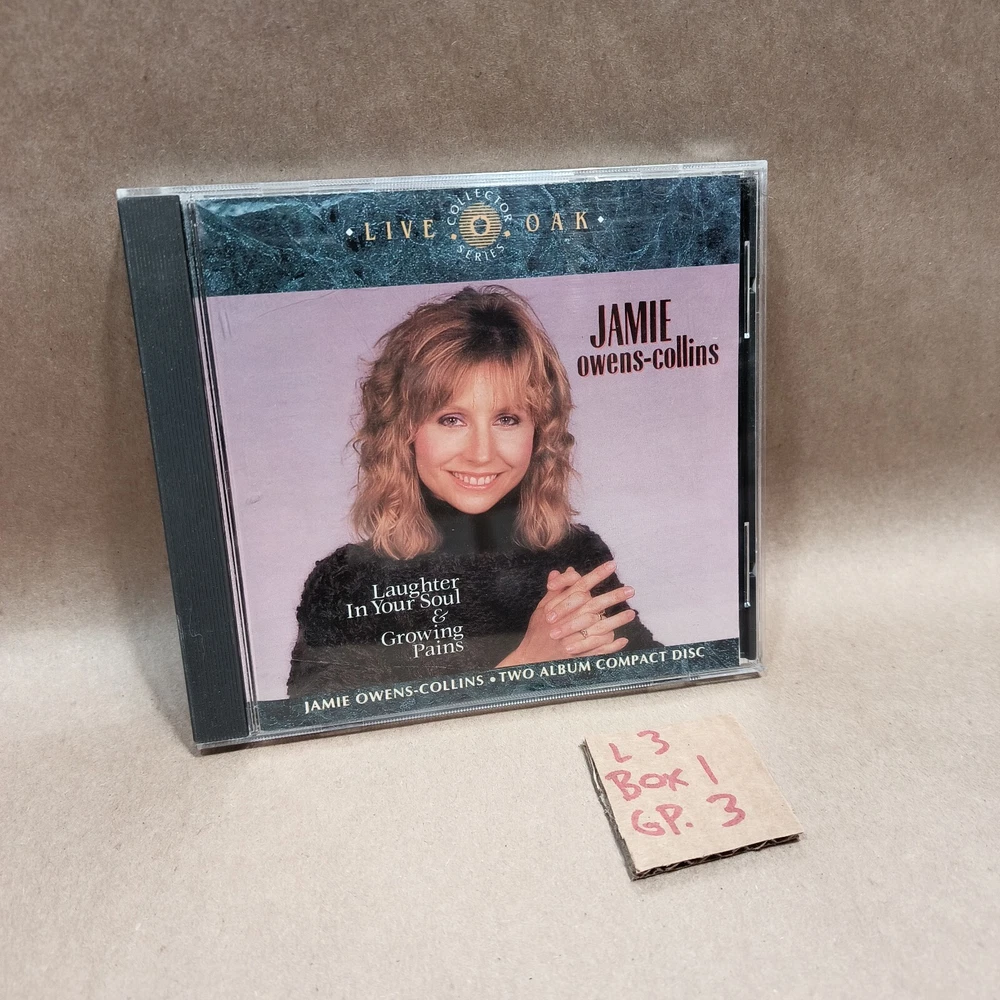 LIVE OAK
COLLECTOR
SERIES
JAMIE
owens-collins
Laughter
In Your Soul
&
Growing
Pains
JAMIE OWENS-COLLINS • TWO ALBUM COMPACT DISC
L 3
BOX 1
GP. 3